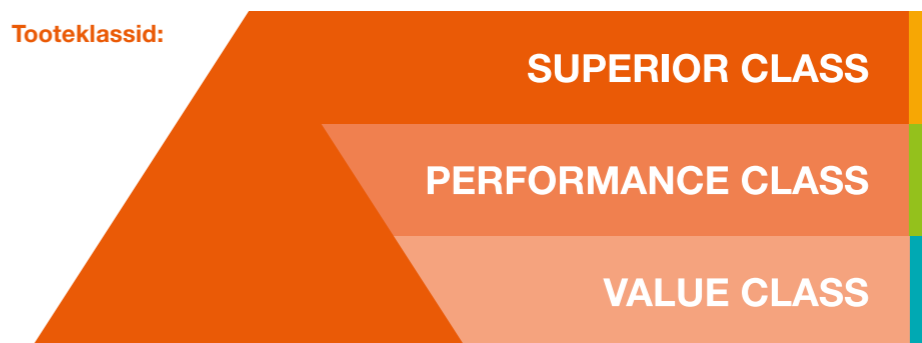 Tooteklassid:
SUPERIOR CLASS
PERFORMANCE CLASS
VALUE CLASS